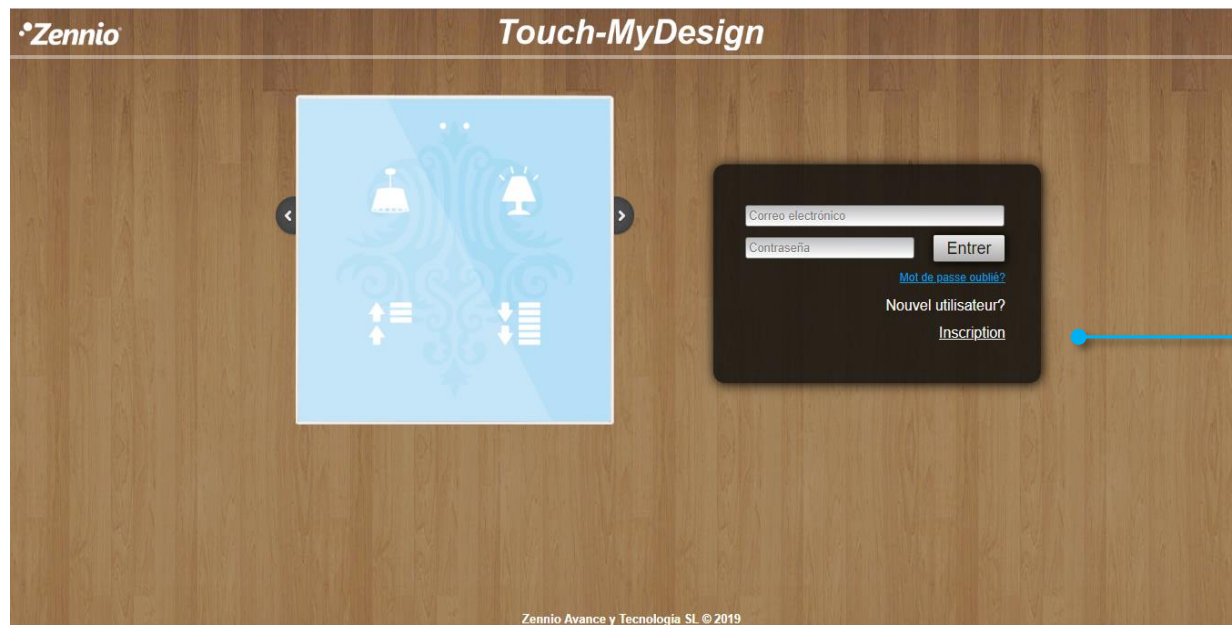 Zennio
Touch-MyDesign
Correo electrónico
Contraseña
Entrer
Mot de passe oublié?
Nouvel utilisateur?
Inscription
Zennio Avance y Tecnología SL © 2019